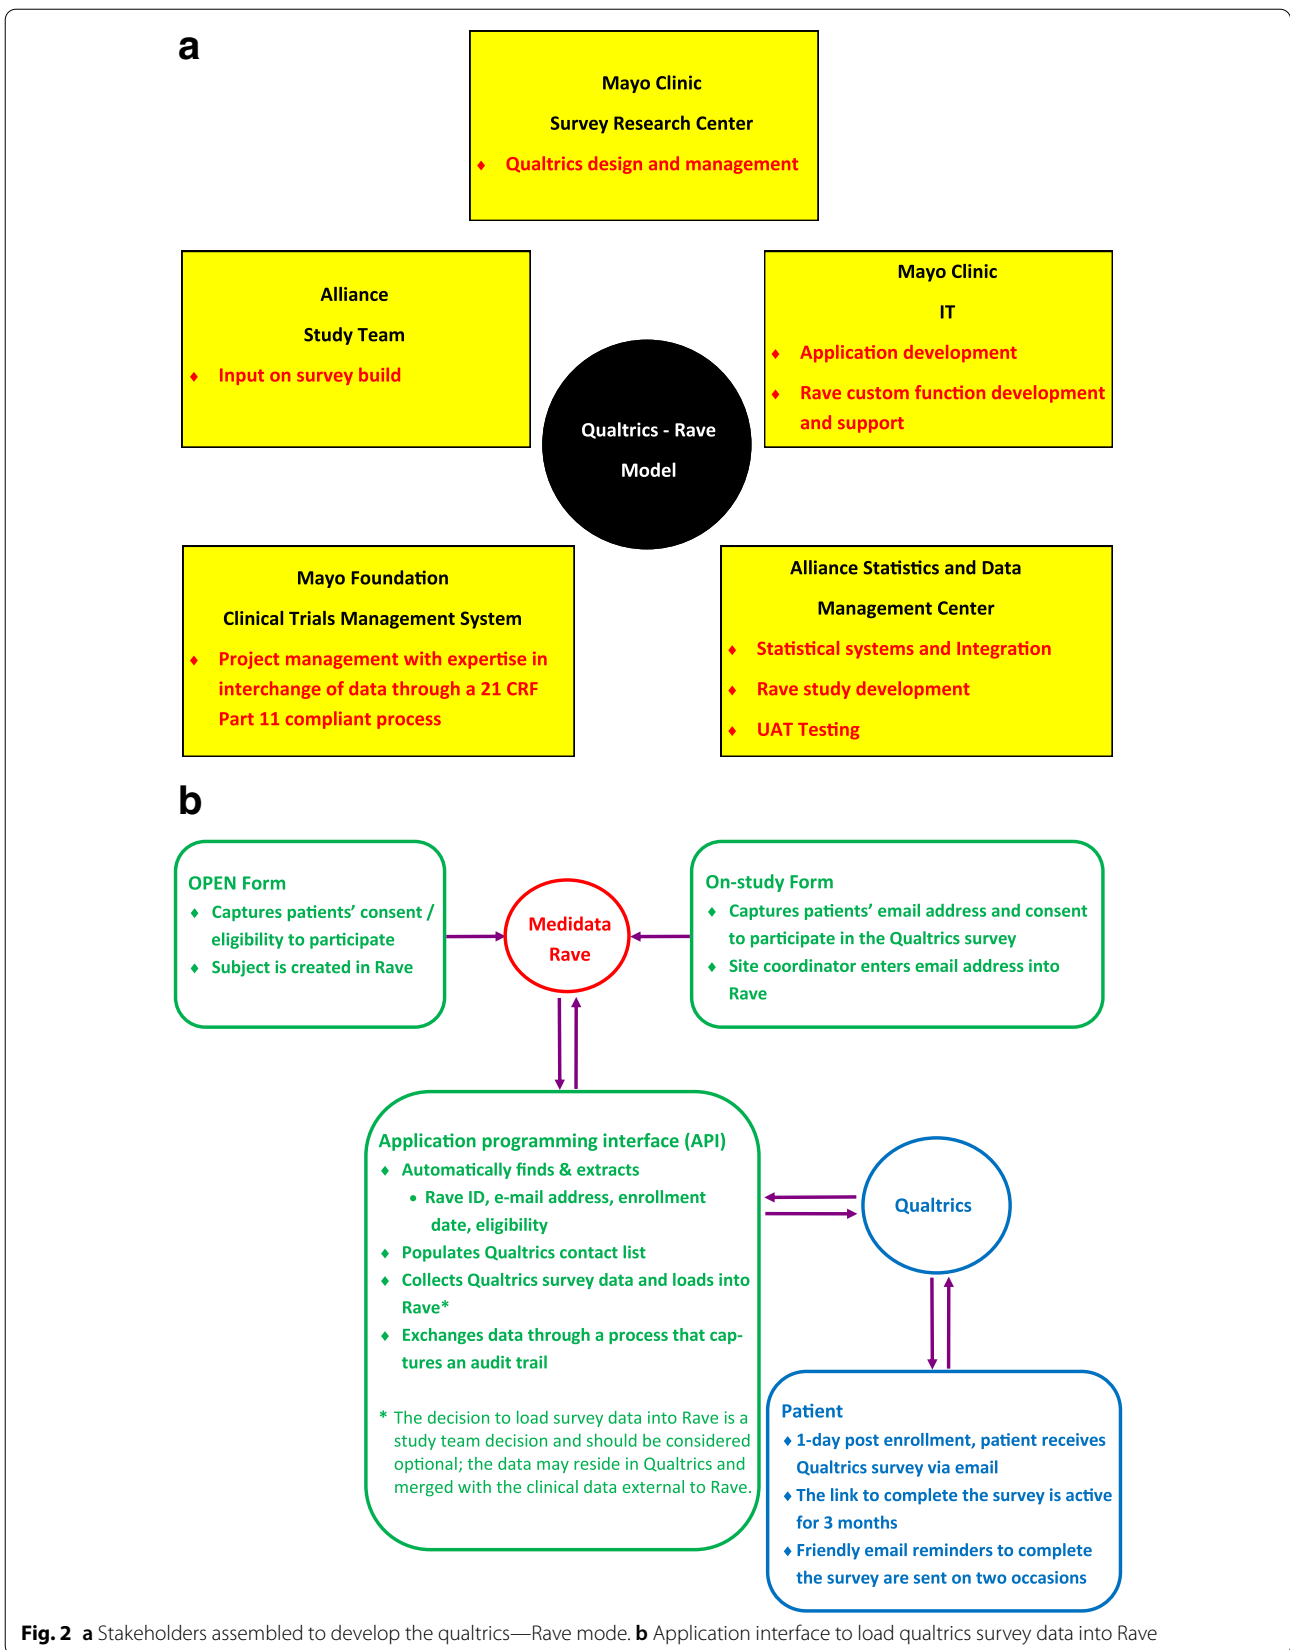 a
Mayo Clinic
Survey Research Center
♦ Qualtrics design and management
Alliance
Study Team
♦ Input on survey build
Mayo Clinic
IT
♦ Application development
♦ Rave custom function development
and support
Qualtrics - Rave
Model
Mayo Foundation
Clinical Trials Management System
♦ Project management with expertise in
interchange of data through a 21 CRF
Part 11 compliant process
Alliance Statistics and Data
Management Center
♦ Statistical systems and Integration
♦ Rave study development
♦ UAT Testing
b
OPEN Form
♦ Captures patients’ consent /
eligibility to participate
♦ Subject is created in Rave
Medidata
Rave
On-study Form
♦ Captures patients’ email address and consent
to participate in the Qualtrics survey
♦ Site coordinator enters email address into
Rave
Application programming interface (API)
♦ Automatically finds & extracts
• Rave ID, e-mail address, enrollment
date, eligibility
♦ Populates Qualtrics contact list
♦ Collects Qualtrics survey data and loads into
Rave*
♦ Exchanges data through a process that cap-
tures an audit trail
* The decision to load survey data into Rave is a
study team decision and should be considered
optional; the data may reside in Qualtrics and
merged with the clinical data external to Rave.
Qualtrics
Patient
♦ 1-day post enrollment, patient receives
Qualtrics survey via email
♦ The link to complete the survey is active
for 3 months
♦ Friendly email reminders to complete
the survey are sent on two occasions
Fig. 2 a Stakeholders assembled to develop the qualtrics—Rave mode. b Application interface to load qualtrics survey data into Rave